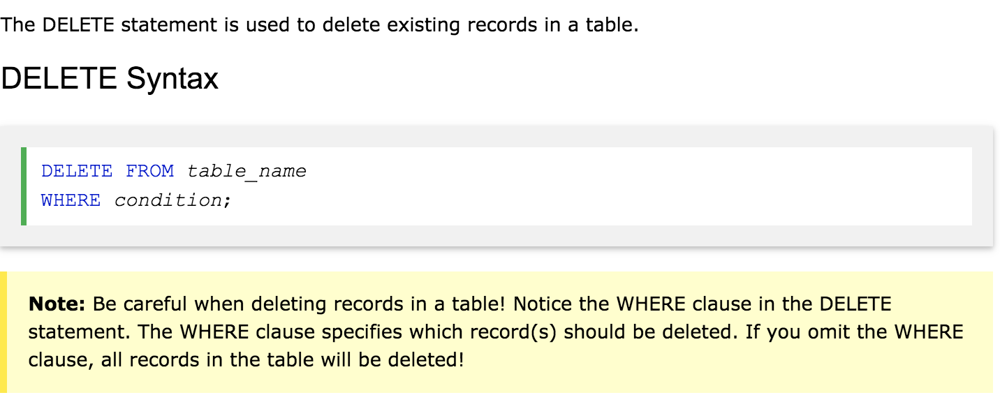 The DELETE statement is used to delete existing records in a table.
DELETE Syntax
DELETE FROM table_name
WHERE condition;
Note: Be careful when deleting records in a table! Notice the WHERE clause in the DELETE
statement. The WHERE clause specifies which record(s) should be deleted. If you omit the WHERE
clause, all records in the table will be deleted!